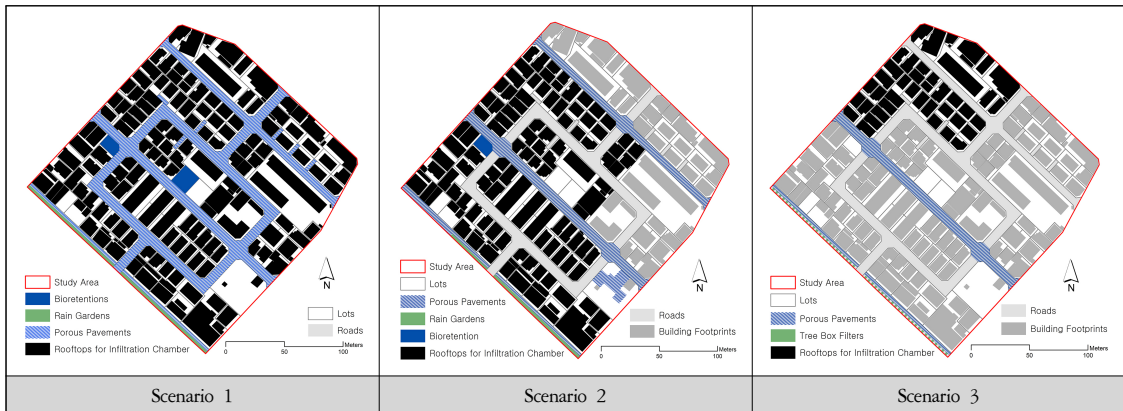 N
Study Area
Bioretentions
Rain Gardens
Porous Pavements
Rooftops for Infiltration Chamber
Lots
Roads
0 50 100
Meters
Scenario 1
N
Study Area
Lots
Porous Pavements
Rain Gardens
Bioretention
Rooftops for Infiltration Chamber
Roads
Building Footprints
0 50 100
Meters
Scenario 2
N
Study Area
Lots
Porous Pavements
Tree Box Filters
Rooftops for Infiltration Chamber
Roads
Building Footprints
0 50 100
Meters
Scenario 3